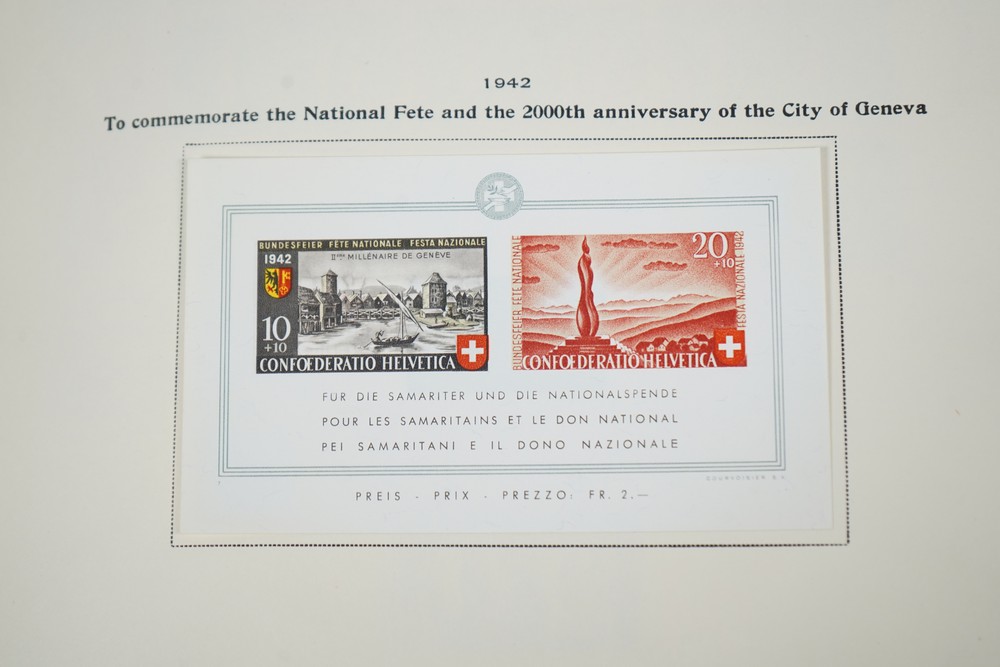 1942
To commemorate the National Fete and the 2000th anniversary of the City of Geneva
BUNDESFEIER FÊTE NATIONALE FESTA NAZIONALE
1942
IIème MILLÉNAIRE DE GENÈVE
10
+10
CONFOEDERATIO HELVETICA
BUNDESFEIER FÊTE NATIONALE
20
+10
FESTA NAZIONALE 1942
CONFOEDERATIO HELVETICA
FÜR DIE SAMARITER UND DIE NATIONALSPENDE
POUR LES SAMARITAINS ET LE DON NATIONAL
PEI SAMARITANI E IL DONO NAZIONALE
COURVOISIER S.A.
PREIS - PRIX - PREZZO: FR. 2.—